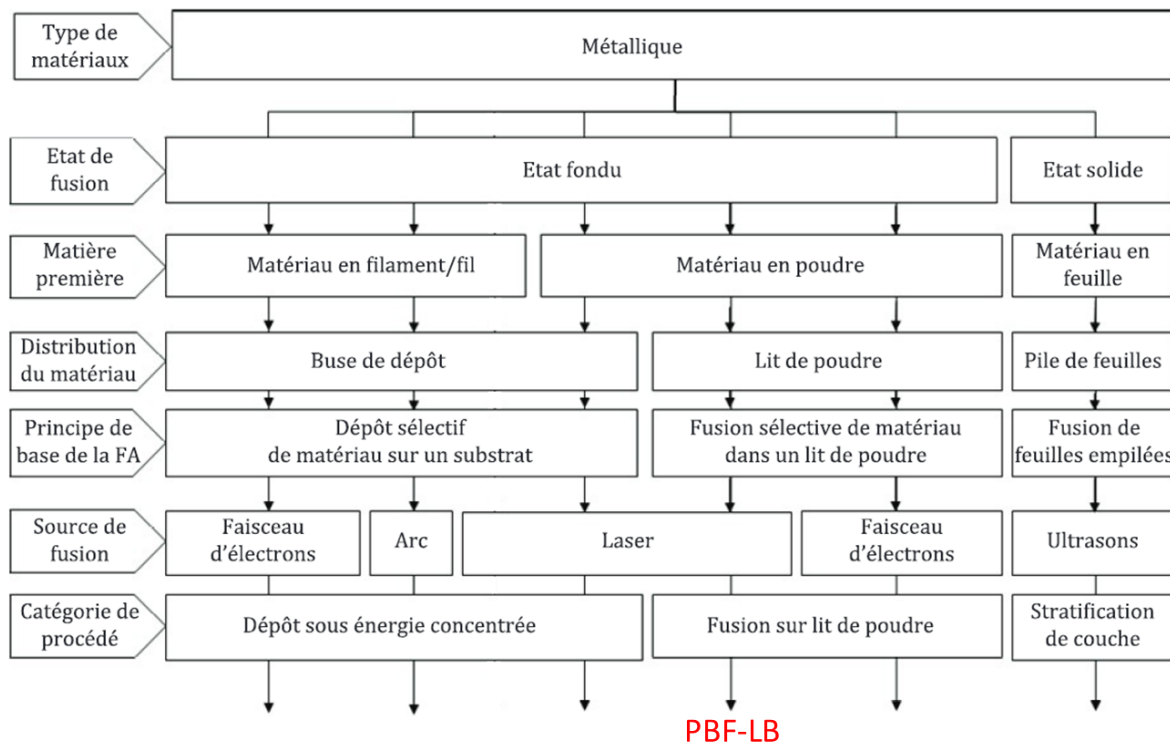 Type de
matériaux
Métallique
Etat de
fusion
Etat fondu
Etat solide
Matière
première
Matériau en filament/fil
Matériau en poudre
Matériau en
feuille
Distribution
du matériau
Buse de dépôt
Lit de poudre
Pile de feuilles
Principe de
base de la FA
Dépôt sélectif
de matériau sur un substrat
Fusion sélective de matériau
dans un lit de poudre
Fusion de
feuilles empilées
Source de
fusion
Faisceau
d'électrons
Arc
Laser
Faisceau
d'électrons
Ultrasons
Catégorie de
procédé
Dépôt sous énergie concentrée
Fusion sur lit de poudre
Stratification
de couche
PBF-LB